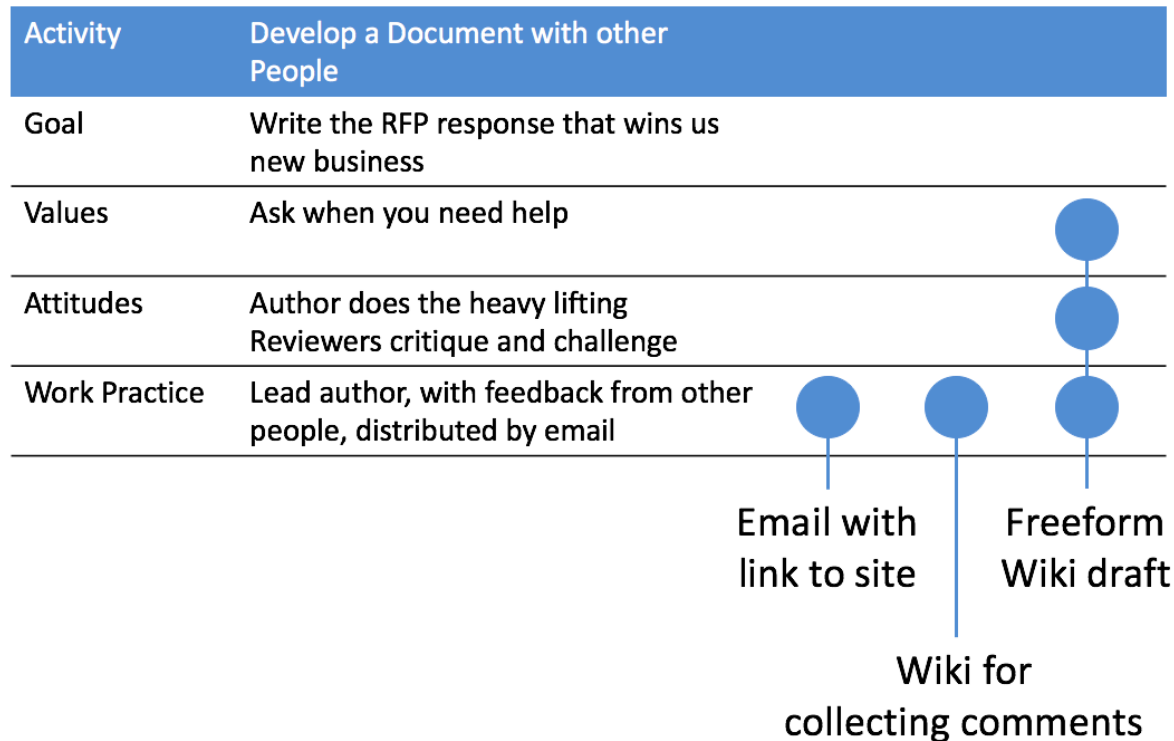 Activity
Develop a Document with other
People
Goal
Write the RFP response that wins us
new business
Values
Ask when you need help
Attitudes
Author does the heavy lifting
Reviewers critique and challenge
Work Practice
Lead author, with feedback from other
people, distributed by email
Email with
link to site
Freeform
Wiki draft
Wiki for
collecting comments